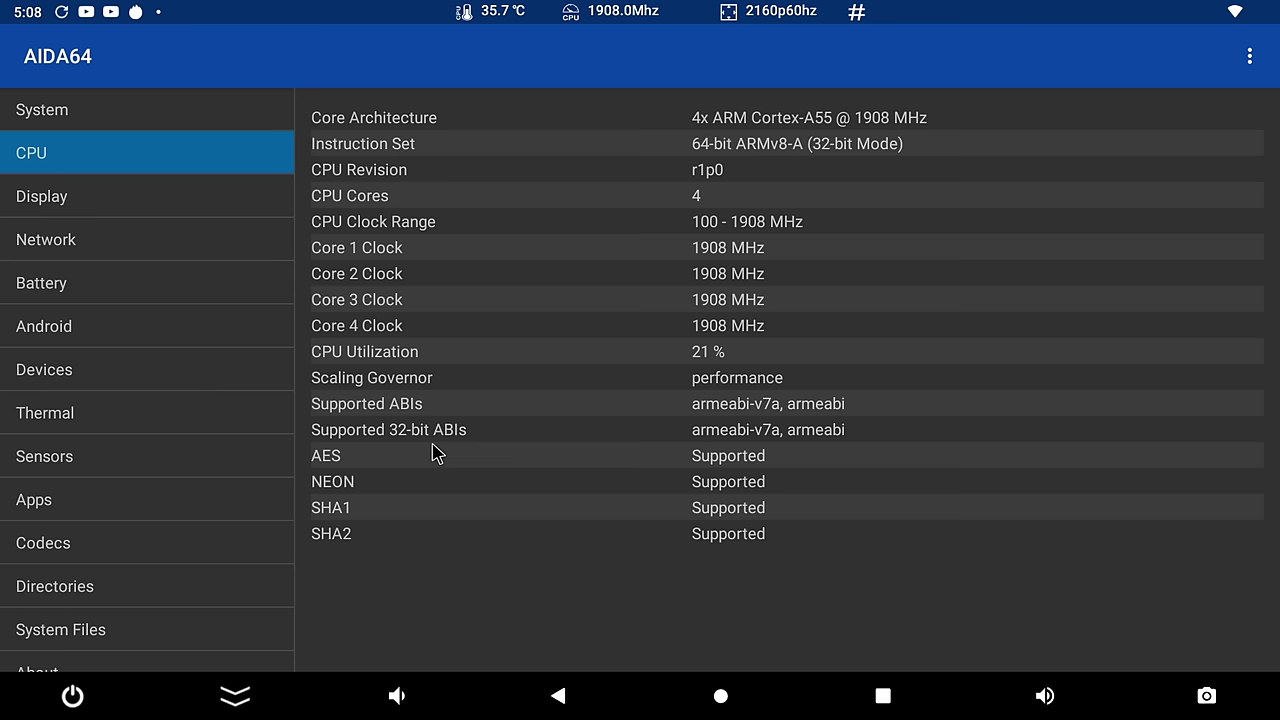 5:08 35.7℃ CPU 1908.0Mhz 2160p60hz #
AIDA64
System
CPU
Display
Network
Battery
Android
Devices
Thermal
Sensors
Apps
Codecs
Directories
System Files
About
Core Architecture 4x ARM Cortex-A55 @ 1908 MHz
Instruction Set 64-bit ARMv8-A (32-bit Mode)
CPU Revision r1p0
CPU Cores 4
CPU Clock Range 100 - 1908 MHz
Core 1 Clock 1908 MHz
Core 2 Clock 1908 MHz
Core 3 Clock 1908 MHz
Core 4 Clock 1908 MHz
CPU Utilization 21 %
Scaling Governor performance
Supported ABIs armeabi-v7a, armeabi
Supported 32-bit ABIs armeabi-v7a, armeabi
AES Supported
NEON Supported
SHA1 Supported
SHA2 Supported